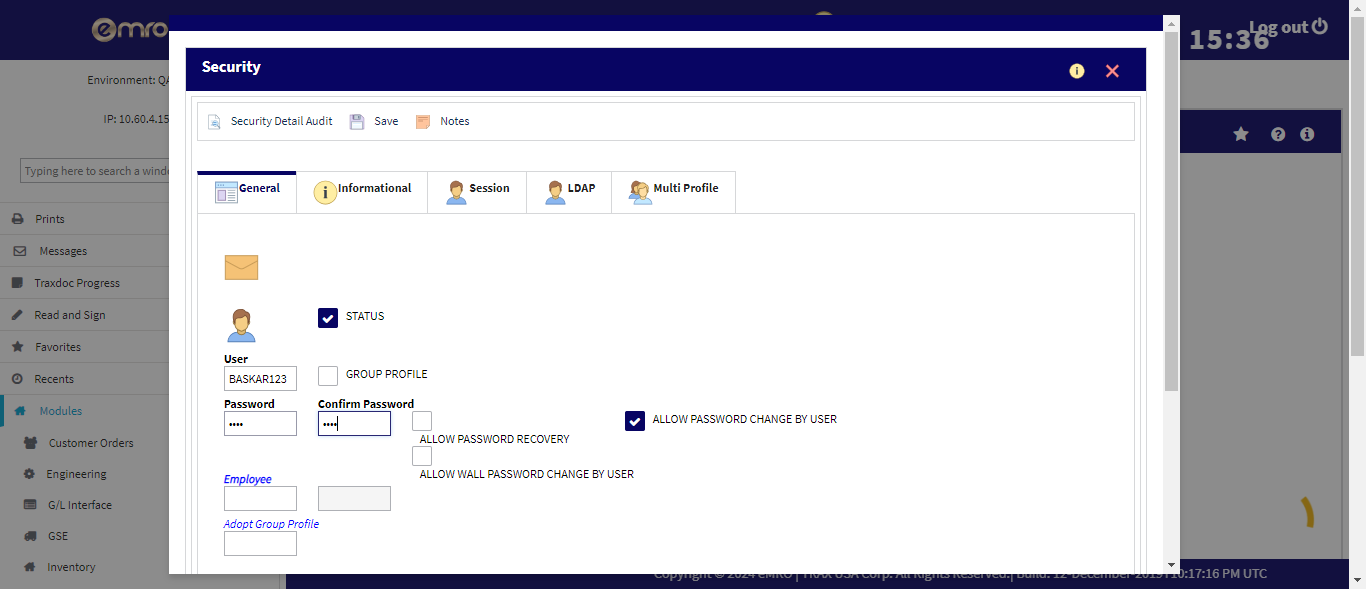 emro
15:36
Log out
Environment: QA
IP: 10.60.4.15
Typing here to search a wind
Prints
Messages
Traxdoc Progress
Read and Sign
Favorites
Recents
Modules
Customer Orders
Engineering
G/L Interface
GSE
Inventory
Security
Security Detail Audit
Save
Notes
General
Informational
Session
LDAP
Multi Profile
STATUS
User
BASKAR123
GROUP PROFILE
Password
Confirm Password
••••
••••
ALLOW PASSWORD CHANGE BY USER
ALLOW PASSWORD RECOVERY
ALLOW WALL PASSWORD CHANGE BY USER
Employee
Adopt Group Profile
Copyright © 2024 eMRO | TRAX USA Corp. All Rights Reserved.| Build: 12-December-2019T10:17:16 PM UTC